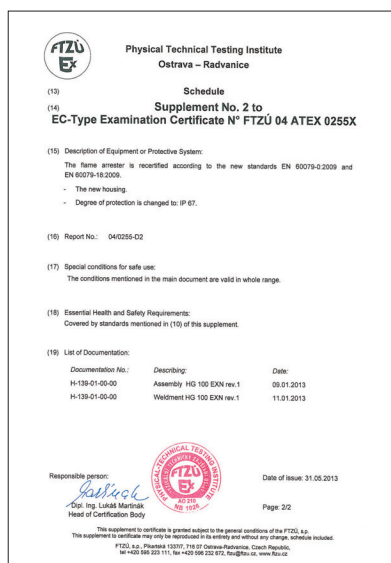 FTZÚ
Ex
Physical Technical Testing Institute
Ostrava – Radvanice
(13) Schedule
(14) Supplement No. 2 to
EC-Type Examination Certificate N° FTZÚ 04 ATEX 0255X
(15) Description of Equipment or Protective System:
The flame arrester is recertified according to the new standards EN 60079-0:2009 and
EN 60079-18:2009.
- The new housing.
- Degree of protection is changed to: IP 67.
(16) Report No.: 04/0255-D2
(17) Special conditions for safe use:
The conditions mentioned in the main document are valid in whole range.
(18) Essential Health and Safety Requirements:
Covered by standards mentioned in (10) of this supplement.
(19) List of Documentation:
Documentation No.: Describing: Date:
H-139-01-00-00 Assembly HG 100 EXN rev.1 09.01.2013
H-139-01-00-00 Weldment HG 100 EXN rev.1 11.01.2013
PHYSICAL-TECHNICAL TESTING INSTITUTE
FTZÚ
Ex
AO 210
NB 1026
Responsible person:
Date of issue: 31.05.2013
Dipl. Ing. Lukáš Martinák
Head of Certification Body
Page: 2/2
This supplement to certificate is granted subject to the general conditions of the FTZÚ, s.p.
This supplement to certificate may only be reproduced in its entirety and without any change, schedule included.
FTZÚ, s.p., Pikartská 1337/7, 716 07 Ostrava-Radvanice, Czech Republic,
tel +420 595 223 111, fax +420 596 232 672, ftzu@ftzu.cz, www.ftzu.cz